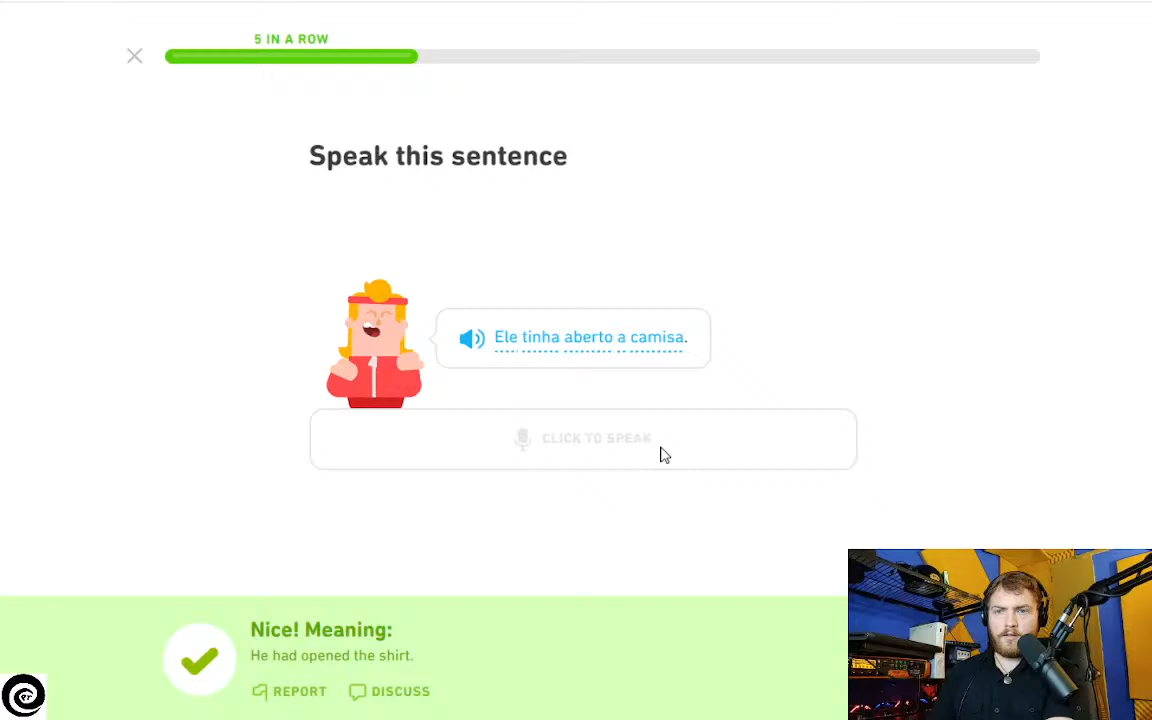 5 IN A ROW
Speak this sentence
Ele tinha aberto a camisa.
CLICK TO SPEAK
Nice! Meaning:
He had opened the shirt.
REPORT DISCUSS